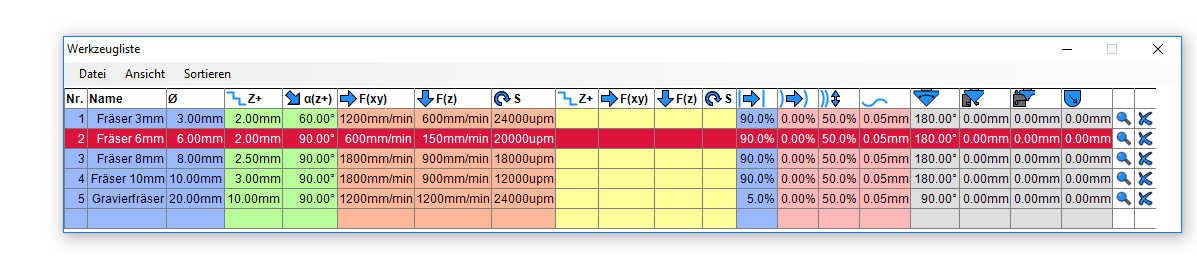 Werkzeugliste
Datei Ansicht Sortieren
Nr. Name Ø Z+ α(z+) F(xy) F(z) S Z+ F(xy) F(z) S
1 Fräser 3mm 3.00mm 2.00mm 60.00° 1200mm/min 600mm/min 24000upm 90.0% 0.00% 50.0% 0.05mm 180.00° 0.00mm 0.00mm 0.00mm
2 Fräser 6mm 6.00mm 2.00mm 90.00° 600mm/min 150mm/min 20000upm 90.0% 0.00% 50.0% 0.05mm 180.00° 0.00mm 0.00mm 0.00mm
3 Fräser 8mm 8.00mm 2.50mm 90.00° 1800mm/min 900mm/min 18000upm 90.0% 0.00% 50.0% 0.05mm 180.00° 0.00mm 0.00mm 0.00mm
4 Fräser 10mm 10.00mm 3.00mm 90.00° 1800mm/min 900mm/min 12000upm 90.0% 0.00% 50.0% 0.05mm 180.00° 0.00mm 0.00mm 0.00mm
5 Gravierfräser 20.00mm 10.00mm 90.00° 1200mm/min 1200mm/min 24000upm 5.0% 0.00% 50.0% 0.05mm 90.00° 0.00mm 0.00mm 0.00mm